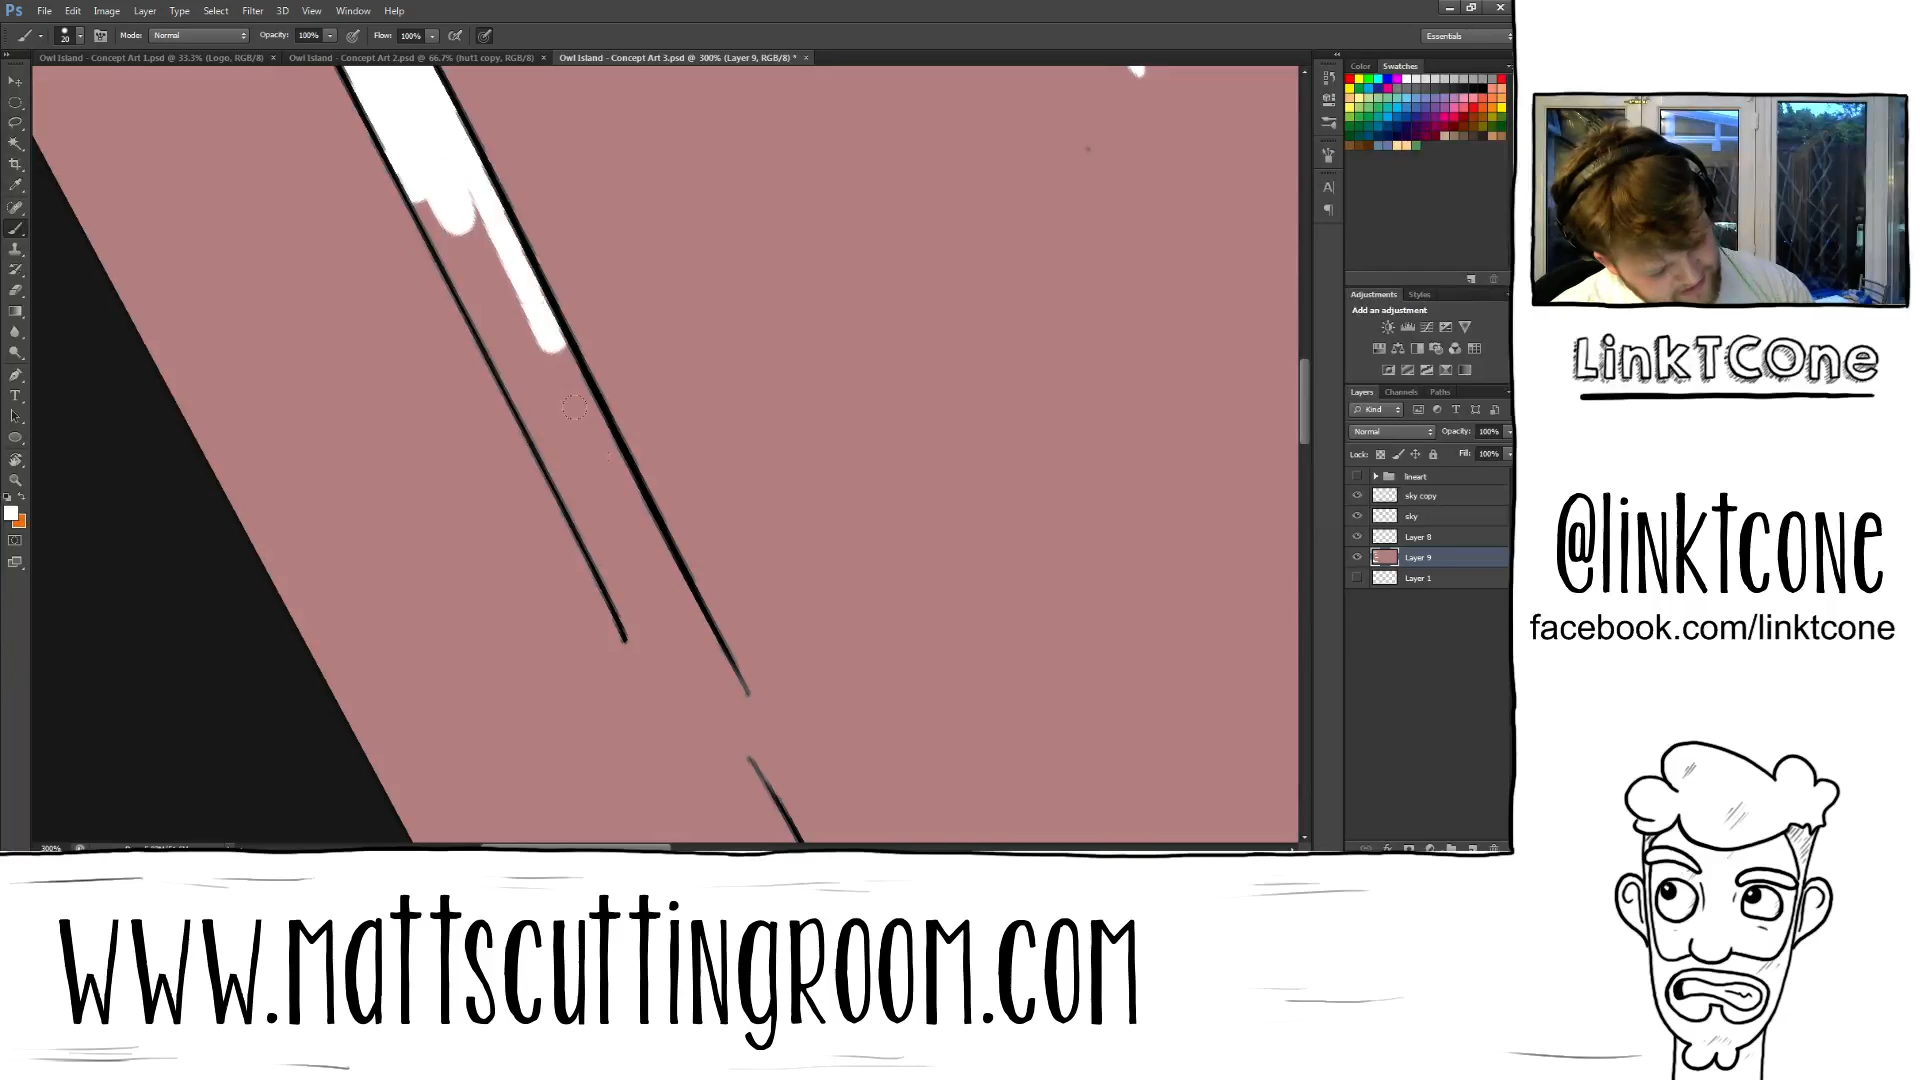 Ps File Edit Image Layer Type Select Filter 3D View Window Help
20 Mode: Normal Opacity: 100% Flow: 100% Essentials
Owl Island - Concept Art 1.psd @ 33.3% (Logo, RGB/8) × Owl Island - Concept Art 2.psd @ 66.7% (hut1 copy, RGB/8) × Owl Island - Concept Art 3.psd @ 300% (Layer 9, RGB/8) * ×
Color Swatches
Adjustments Styles
Add an adjustment
Layers Channels Paths
Kind
Normal Opacity: 100%
Lock: Fill: 100%
lineart
sky copy
sky
Layer 8
Layer 9
Layer 1
300%
LinkTCOne
@linktcone
facebook.com/linktcone
www.mattscuttingroom.com